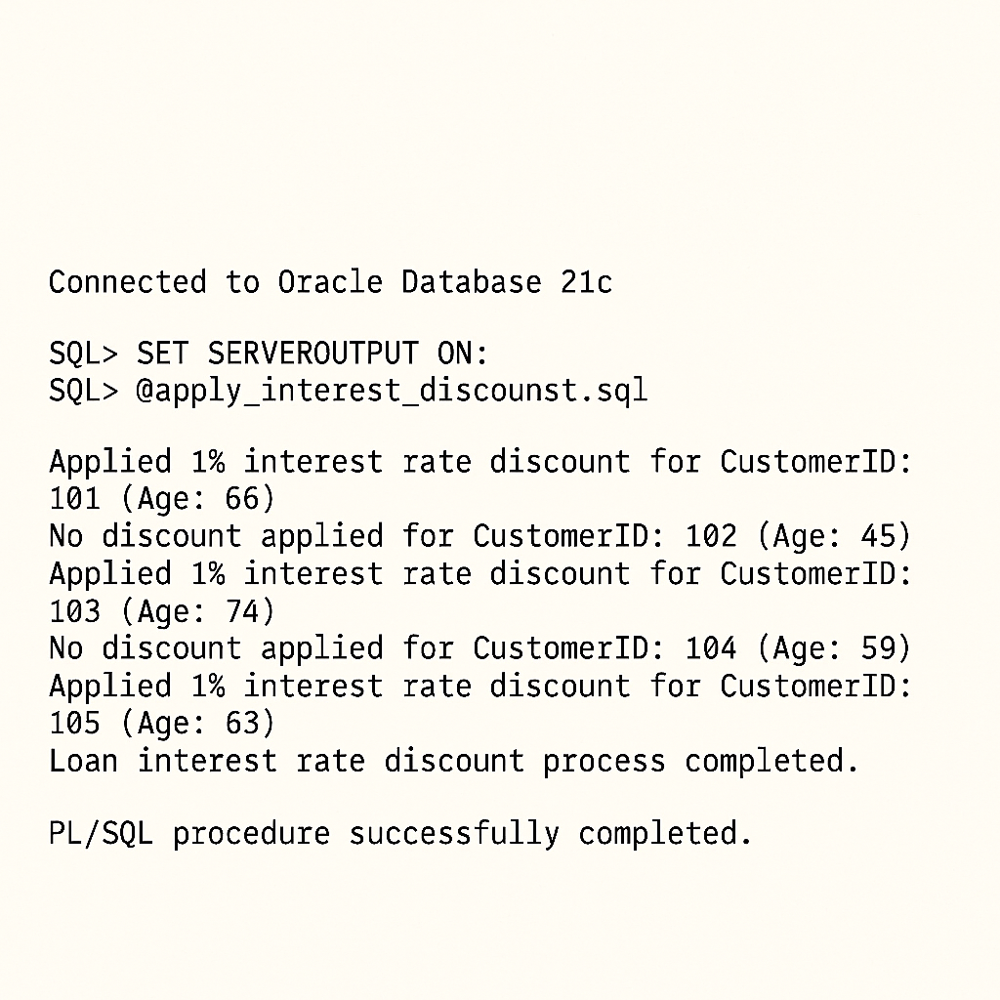 Connected to Oracle Database 21c
SQL> SET SERVEROUTPUT ON:
SQL> @apply_interest_discounst.sql
Applied 1% interest rate discount for CustomerID:
101 (Age: 66)
No discount applied for CustomerID: 102 (Age: 45)
Applied 1% interest rate discount for CustomerID:
103 (Age: 74)
No discount applied for CustomerID: 104 (Age: 59)
Applied 1% interest rate discount for CustomerID:
105 (Age: 63)
Loan interest rate discount process completed.
PL/SQL procedure successfully completed.